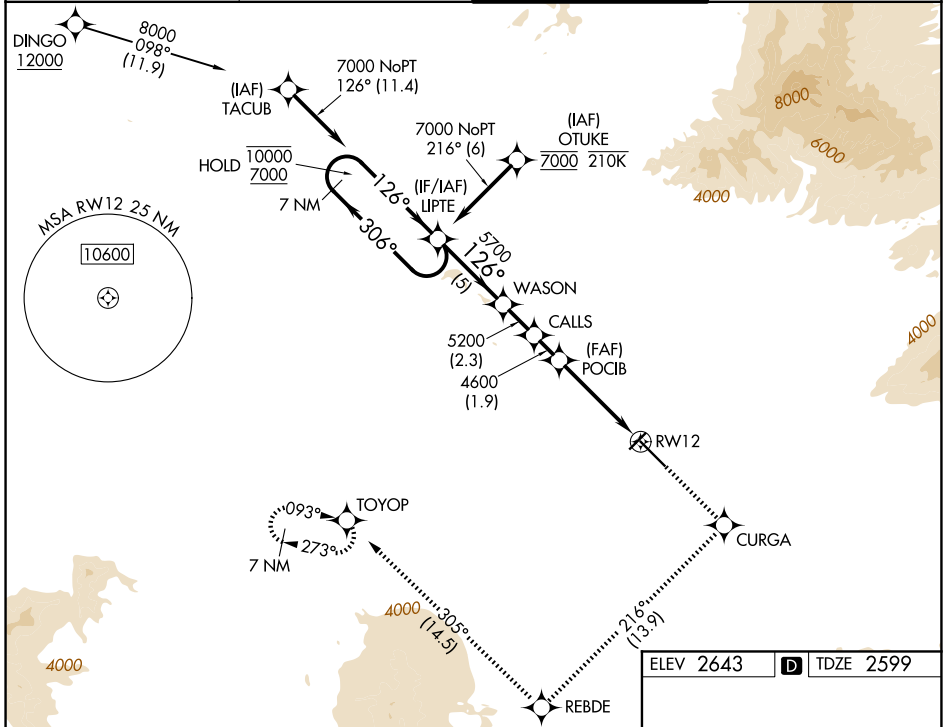 DINGO
12000
8000
098°
(11.9)
(IAF)
TACUB
7000 NoPT
126° (11.4)
HOLD
10000
7000
7 NM
126°
306°
7000 NoPT
216° (6)
(IAF)
OTUKE
7000 210K
(IF/IAF)
LIPTE
8000
6000
4000
MSA RW12 25 NM
10600
5700
126°
(5)
WASON
CALLS
5200
(2.3)
(FAF)
POCIB
4600
(1.9)
4000
RW12
TOYOP
093°
273°
7 NM
CURGA
4000
305°
(14.5)
216°
(13.9)
4000
REBDE
ELEV 2643 D TDZE 2599